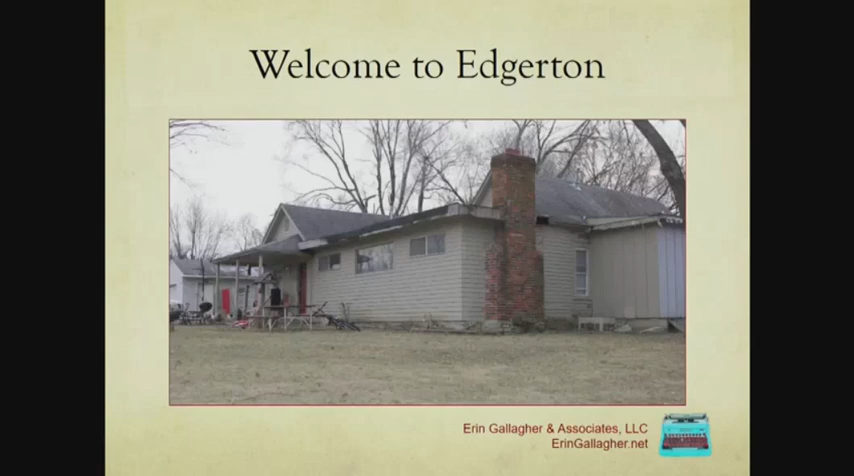 Welcome to Edgerton
Erin Gallagher & Associates, LLC
ErinGallagher.net